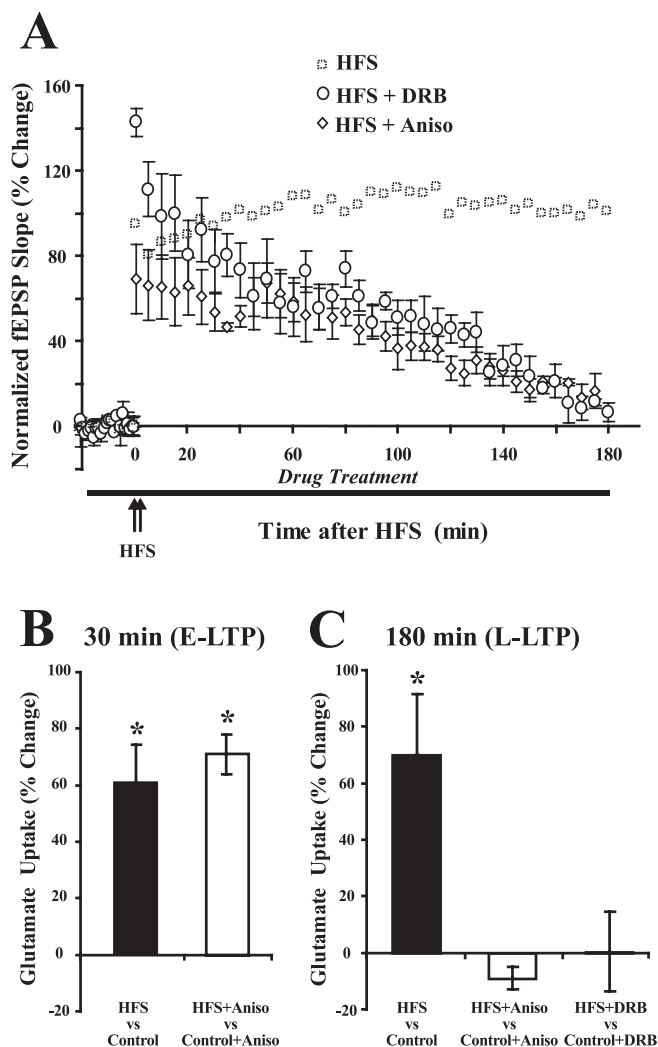 A
HFS
HFS + DRB
HFS + Aniso
Normalized fEPSP Slope (% Change)
160
120
80
40
0
-20
0
20
60
100
140
180
Drug Treatment
Time after HFS (min)
HFS
B
30 min (E-LTP)
Glutamate Uptake (% Change)
100
80
60
40
20
0
-20
*
*
HFS
vs
Control
HFS+Aniso
vs
Control+Aniso
C
180 min (L-LTP)
Glutamate Uptake (% Change)
100
80
60
40
20
0
-20
*
HFS
vs
Control
HFS+Aniso
vs
Control+Aniso
HFS+DRB
vs
Control+DRB